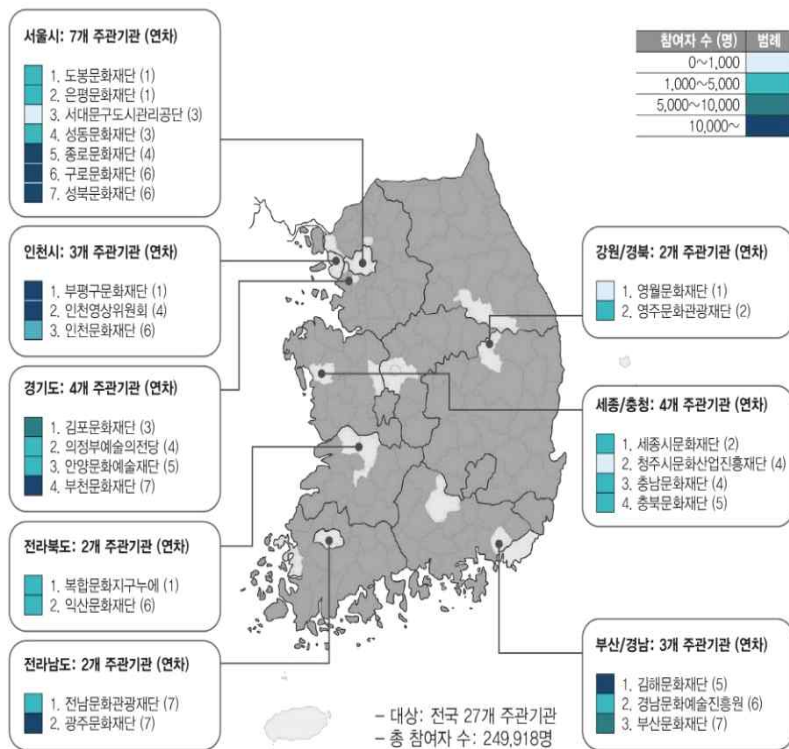 서울시: 7개 주관기관 (연차)
1. 도봉문화재단 (1)
2. 은평문화재단 (1)
3. 서대문구도시관리공단 (3)
4. 성동문화재단 (3)
5. 종로문화재단 (4)
6. 구로문화재단 (6)
7. 성북문화재단 (6)
참여자 수 (명) 범례
0~1,000
1,000~5,000
5,000~10,000
10,000~
인천시: 3개 주관기관 (연차)
1. 부평구문화재단 (1)
2. 인천영상위원회 (4)
3. 인천문화재단 (6)
강원/경북: 2개 주관기관 (연차)
1. 영월문화재단 (1)
2. 영주문화관광재단 (2)
경기도: 4개 주관기관 (연차)
1. 김포문화재단 (3)
2. 의정부예술의전당 (4)
3. 안양문화예술재단 (5)
4. 부천문화재단 (7)
세종/충청: 4개 주관기관 (연차)
1. 세종시문화재단 (2)
2. 청주시문화산업진흥재단 (4)
3. 충남문화재단 (4)
4. 충북문화재단 (5)
전라북도: 2개 주관기관 (연차)
1. 복합문화지구누에 (1)
2. 익산문화재단 (6)
전라남도: 2개 주관기관 (연차)
1. 전남문화관광재단 (7)
2. 광주문화재단 (7)
부산/경남: 3개 주관기관 (연차)
1. 김해문화재단 (5)
2. 경남문화예술진흥원 (6)
3. 부산문화재단 (7)
- 대상: 전국 27개 주관기관
- 총 참여자 수: 249,918명